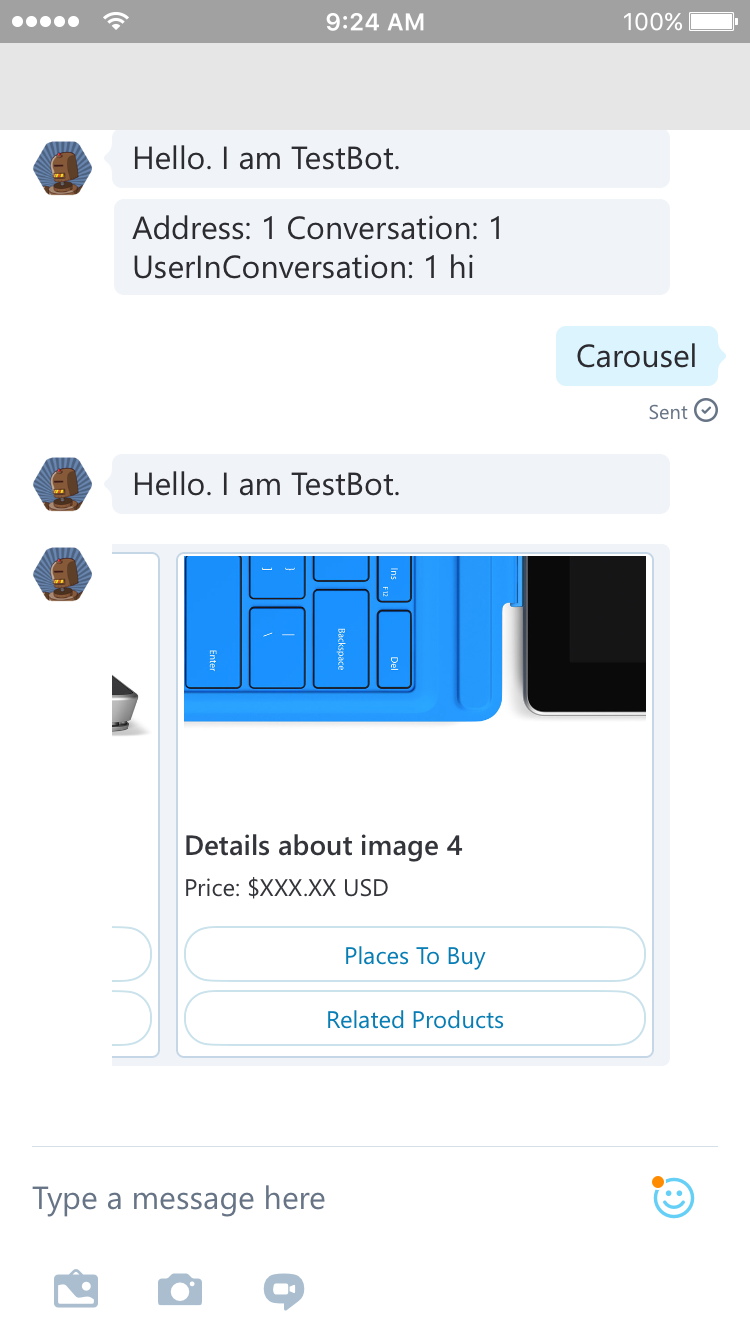 9:24 AM
100%
Hello. I am TestBot.
Address: 1 Conversation: 1
UserInConversation: 1 hi
Carousel
Sent
Hello. I am TestBot.
] }
Ins
F12
\ |
Enter
Backspace
Del
Details about image 4
Price: $XXX.XX USD
Places To Buy
Related Products
Type a message here